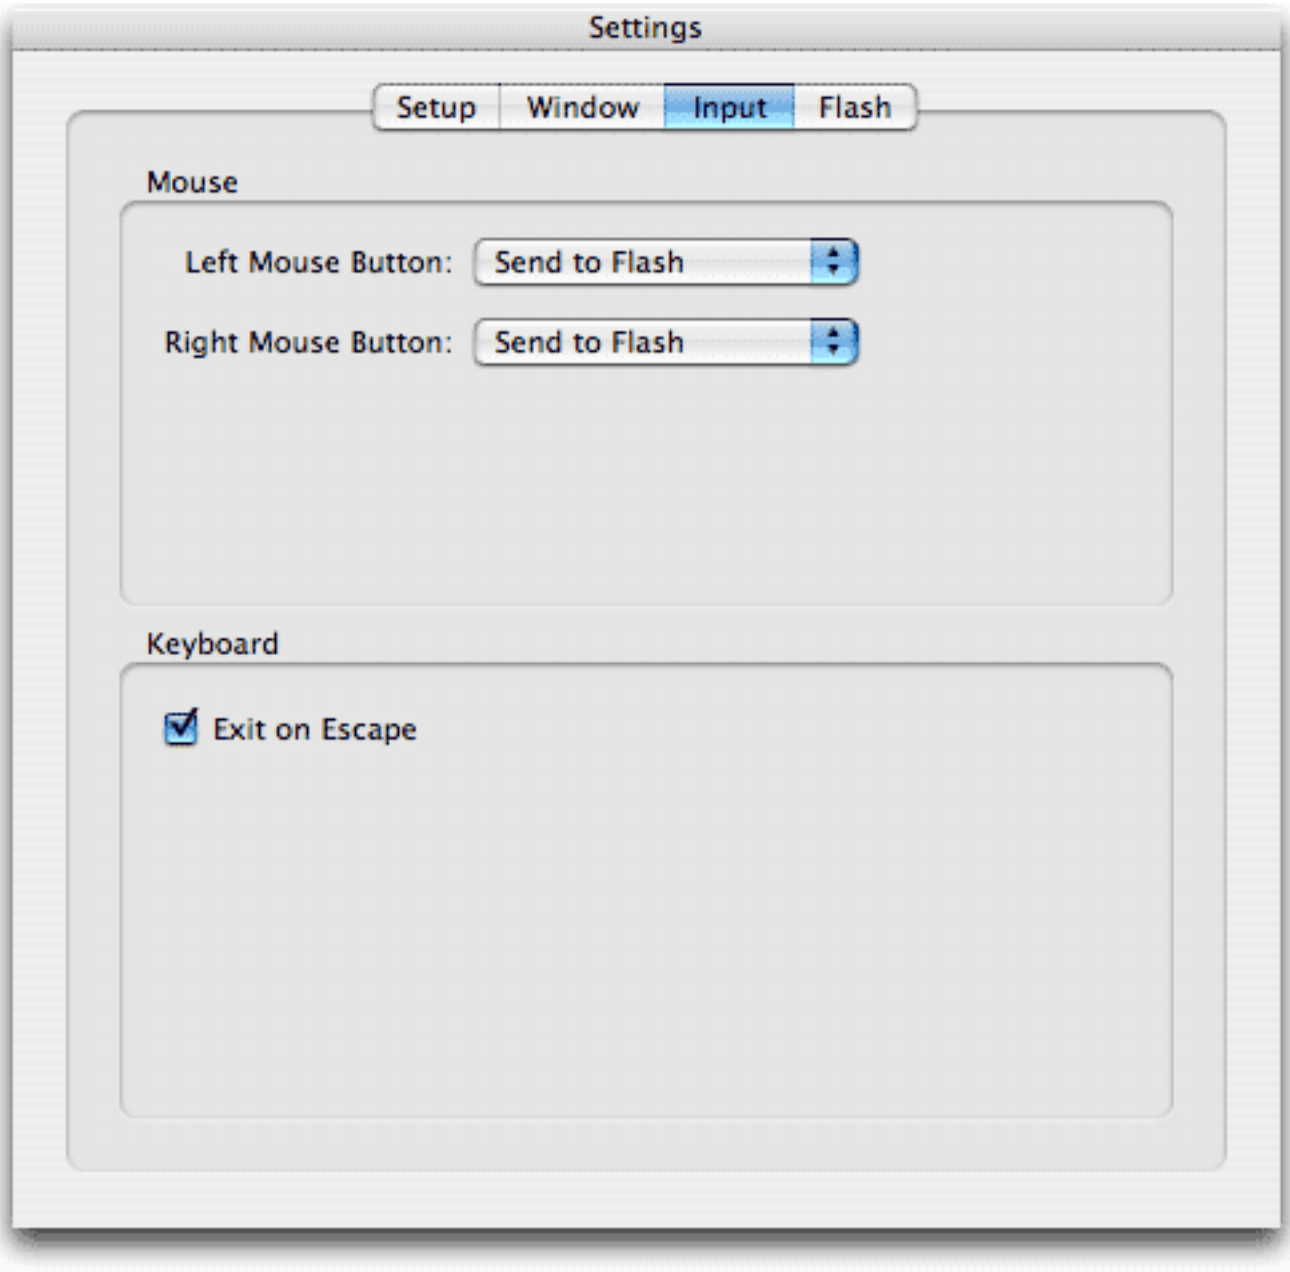 Settings
Setup Window Input Flash
Mouse
Left Mouse Button: Send to Flash
Right Mouse Button: Send to Flash
Keyboard
Exit on Escape